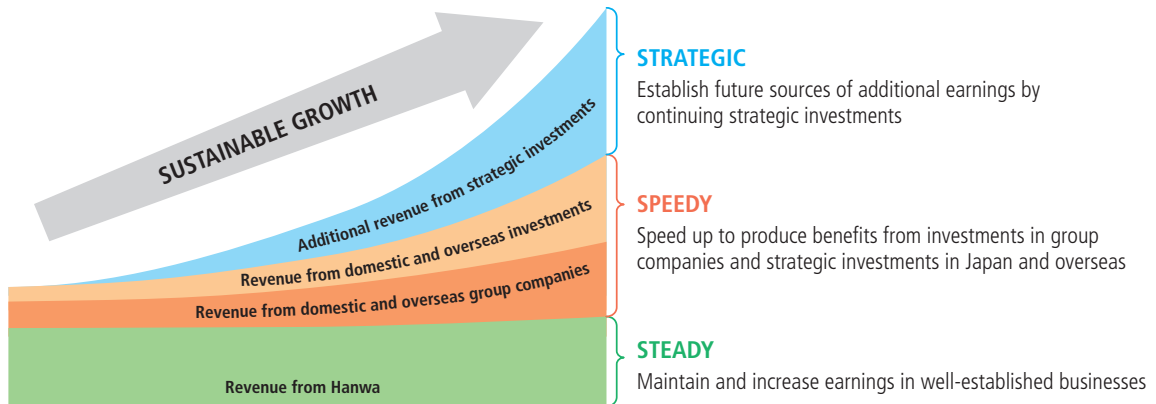 SUSTAINABLE GROWTH
Additional revenue from strategic investments
Revenue from domestic and overseas investments
Revenue from domestic and overseas group companies
Revenue from Hanwa
STRATEGIC
Establish future sources of additional earnings by
continuing strategic investments
SPEEDY
Speed up to produce benefits from investments in group
companies and strategic investments in Japan and overseas
STEADY
Maintain and increase earnings in well-established businesses